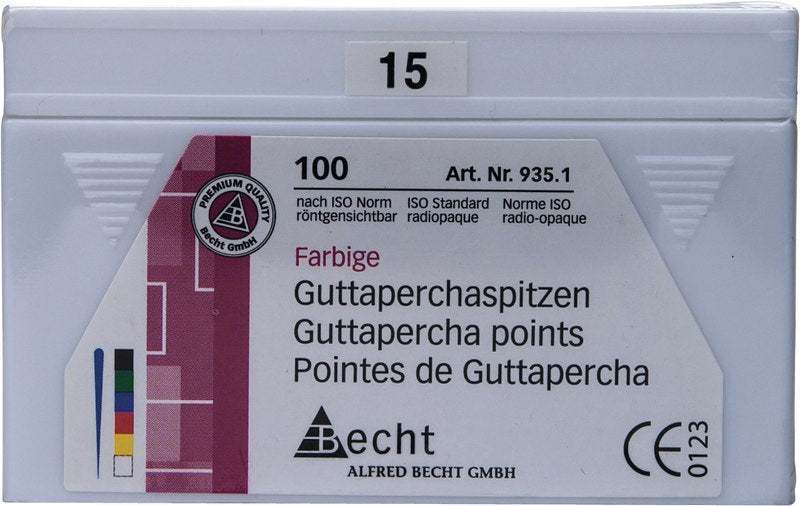 15
100 Art. Nr. 935.1
nach ISO Norm ISO Standard Norme ISO
röntgensichtbar radiopaque radio-opaque
PREMIUM QUALITY
B
Becht GmbH
Farbige
Guttaperchaspitzen
Guttapercha points
Pointes de Guttapercha
Becht
ALFRED BECHT GMBH
CE 0123